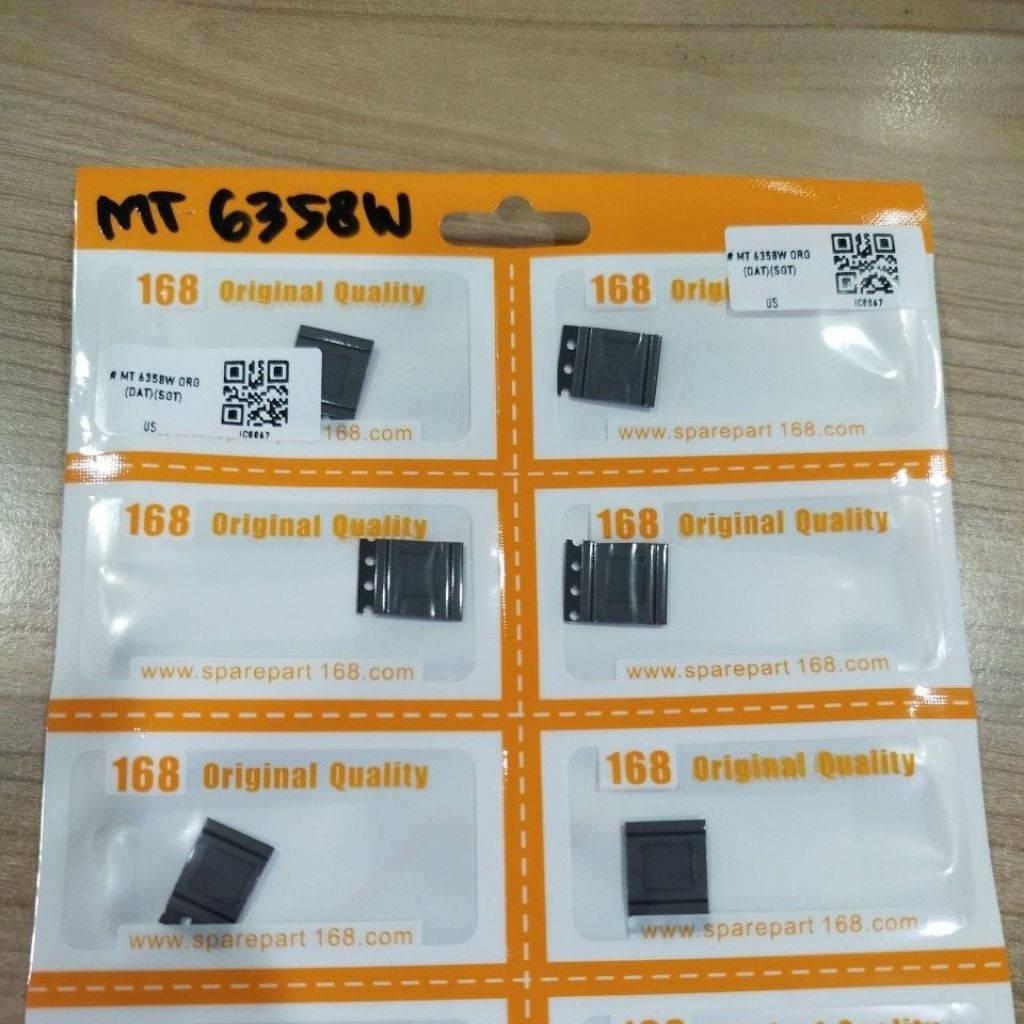 MT 6358W
168 Original Quality
# MT 6358W ORG
(DAT)(SGT)
US
IC8067
168.com
168 Orig
# MT 6358W ORG
(DAT)(SGT)
US
IC8067
www.sparepart 168.com
168 Original Quality
www.sparepart 168.com
168 Original Quality
www.sparepart 168.com
168 Original Quality
www.sparepart 168.com
168 Original Quality
www.sparepart 168.com